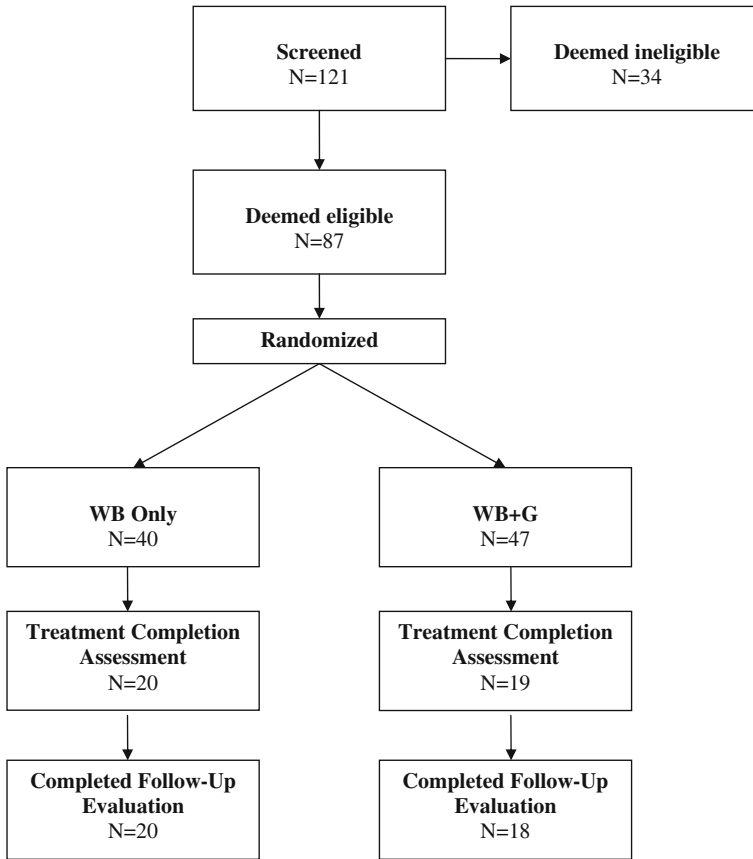 Screened
N=121
Deemed ineligible
N=34
Deemed eligible
N=87
Randomized
WB Only
N=40
WB+G
N=47
Treatment Completion
Assessment
N=20
Treatment Completion
Assessment
N=19
Completed Follow-Up
Evaluation
N=20
Completed Follow-Up
Evaluation
N=18